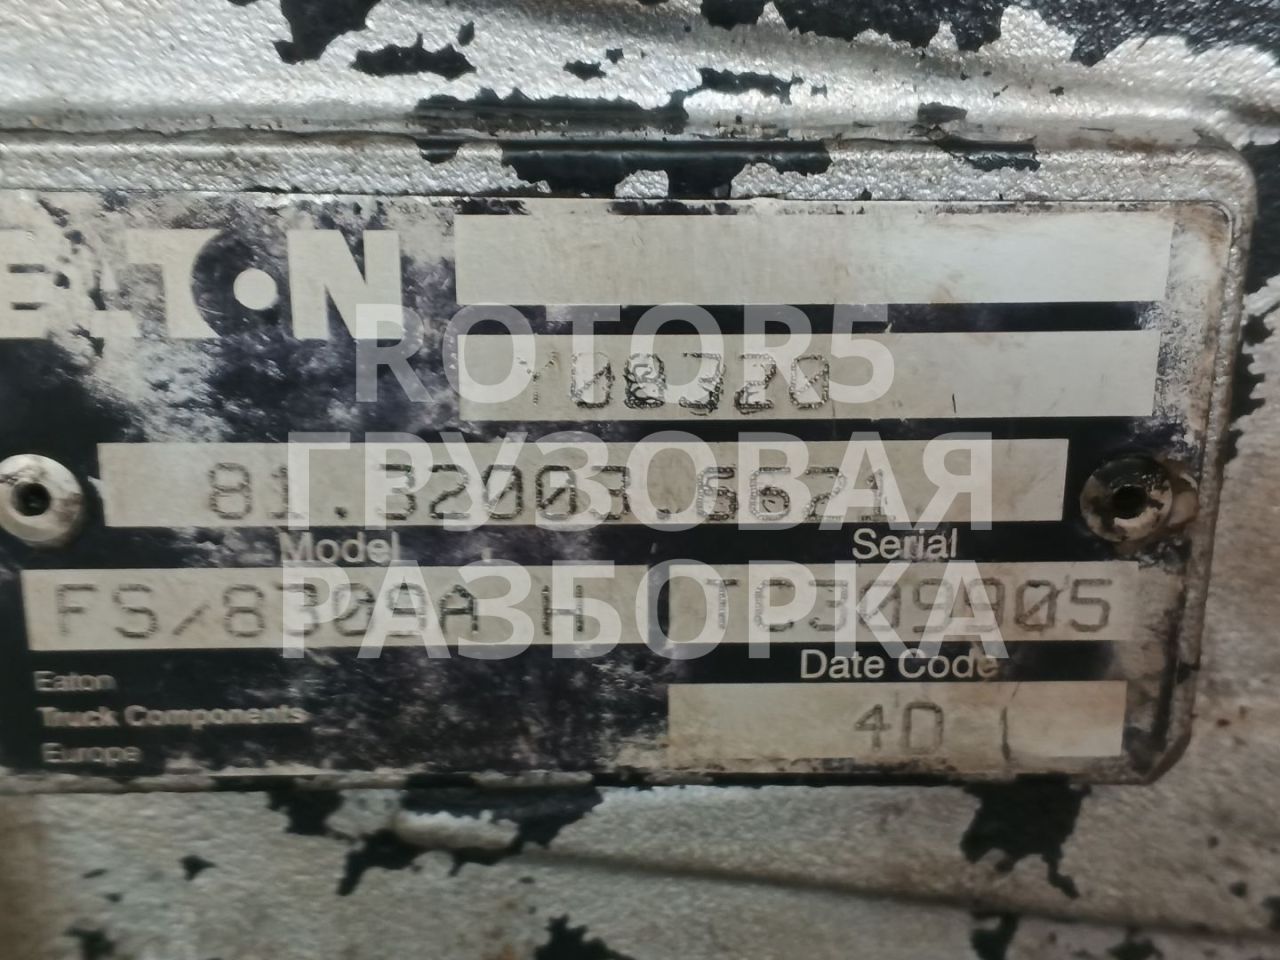 EATON
ROTOR5
Y08320
ГРУЗОВАЯ
81.32003.6621
Model
Serial
РАЗБОРКА
FS/8309A H
TC309905
Date Code
Eaton
Truck Components
Europe
4D